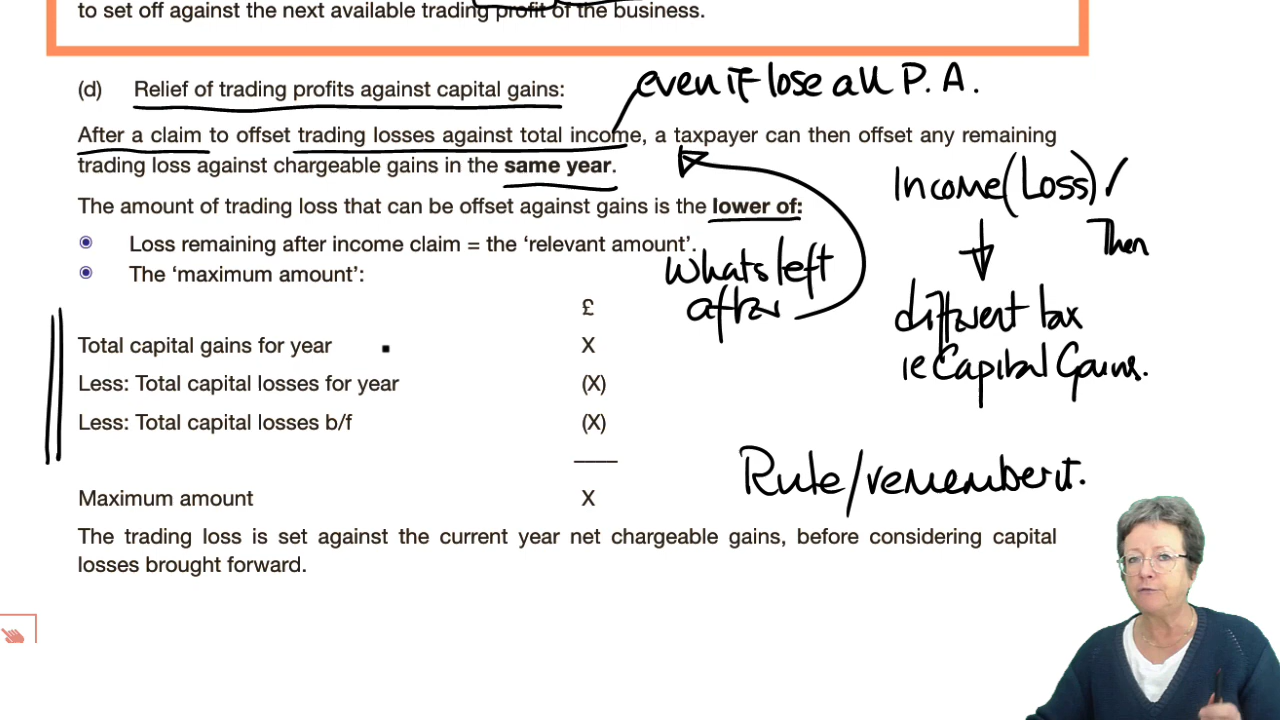 to set off against the next available trading profit of the business.
(d) Relief of trading profits against capital gains:
even if lose all P.A.
After a claim to offset trading losses against total income, a taxpayer can then offset any remaining
trading loss against chargeable gains in the same year.
Income (Loss) ✓
The amount of trading loss that can be offset against gains is the lower of:
Then
Loss remaining after income claim = the ‘relevant amount’.
The ‘maximum amount’:
Whats left
after
different tax
ie Capital Gains.
£
Total capital gains for year X
Less: Total capital losses for year (X)
Less: Total capital losses b/f (X)
Rule/remember it.
Maximum amount X
The trading loss is set against the current year net chargeable gains, before considering capital
losses brought forward.